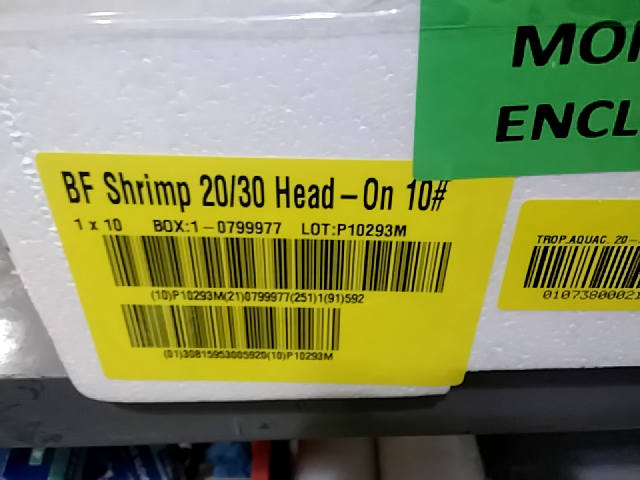 MO
ENCL
BF Shrimp 20/30 Head-On 10#
1 x 10 BOX:1-0799977 LOT:P10293M
(10)P10293M(21)0799977(251)1(91)592
(01)30815953005920(10)P10293M
TROP.AQUAC. 20-
0107380002